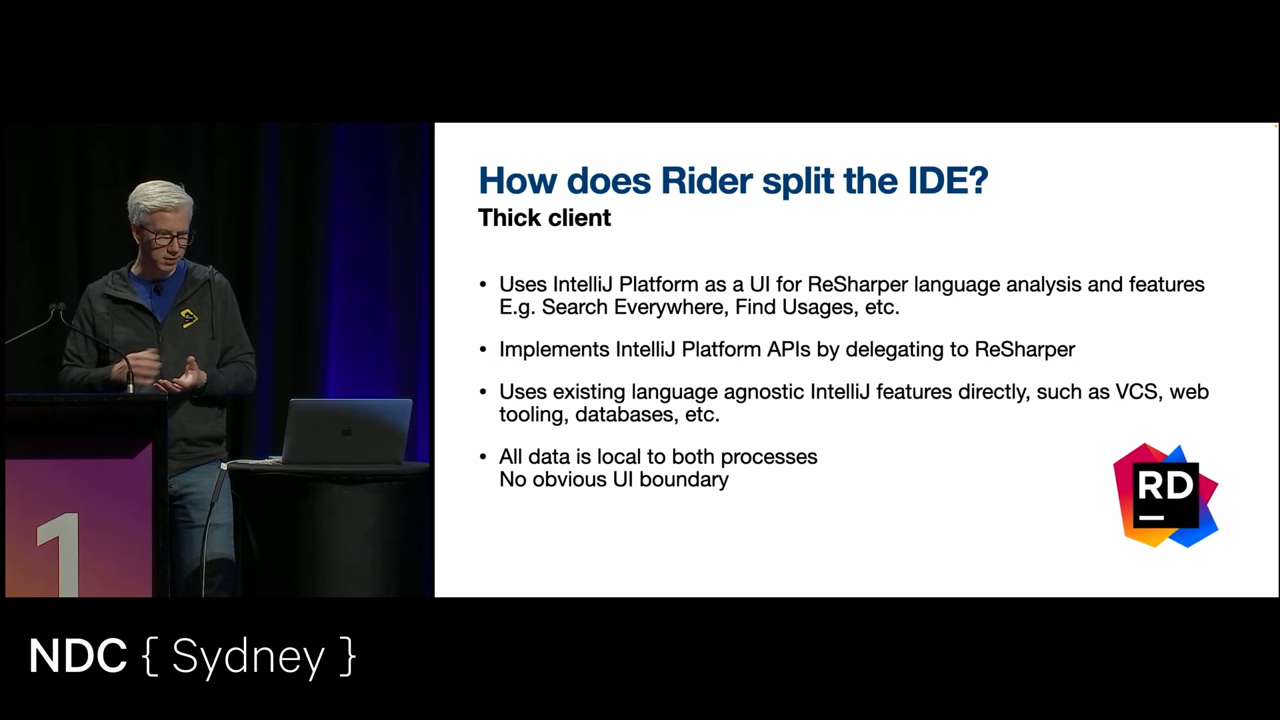 How does Rider split the IDE?
Thick client
• Uses IntelliJ Platform as a UI for ReSharper language analysis and features
E.g. Search Everywhere, Find Usages, etc.
• Implements IntelliJ Platform APIs by delegating to ReSharper
• Uses existing language agnostic IntelliJ features directly, such as VCS, web
tooling, databases, etc.
• All data is local to both processes
No obvious UI boundary
RD
1
NDC { Sydney }